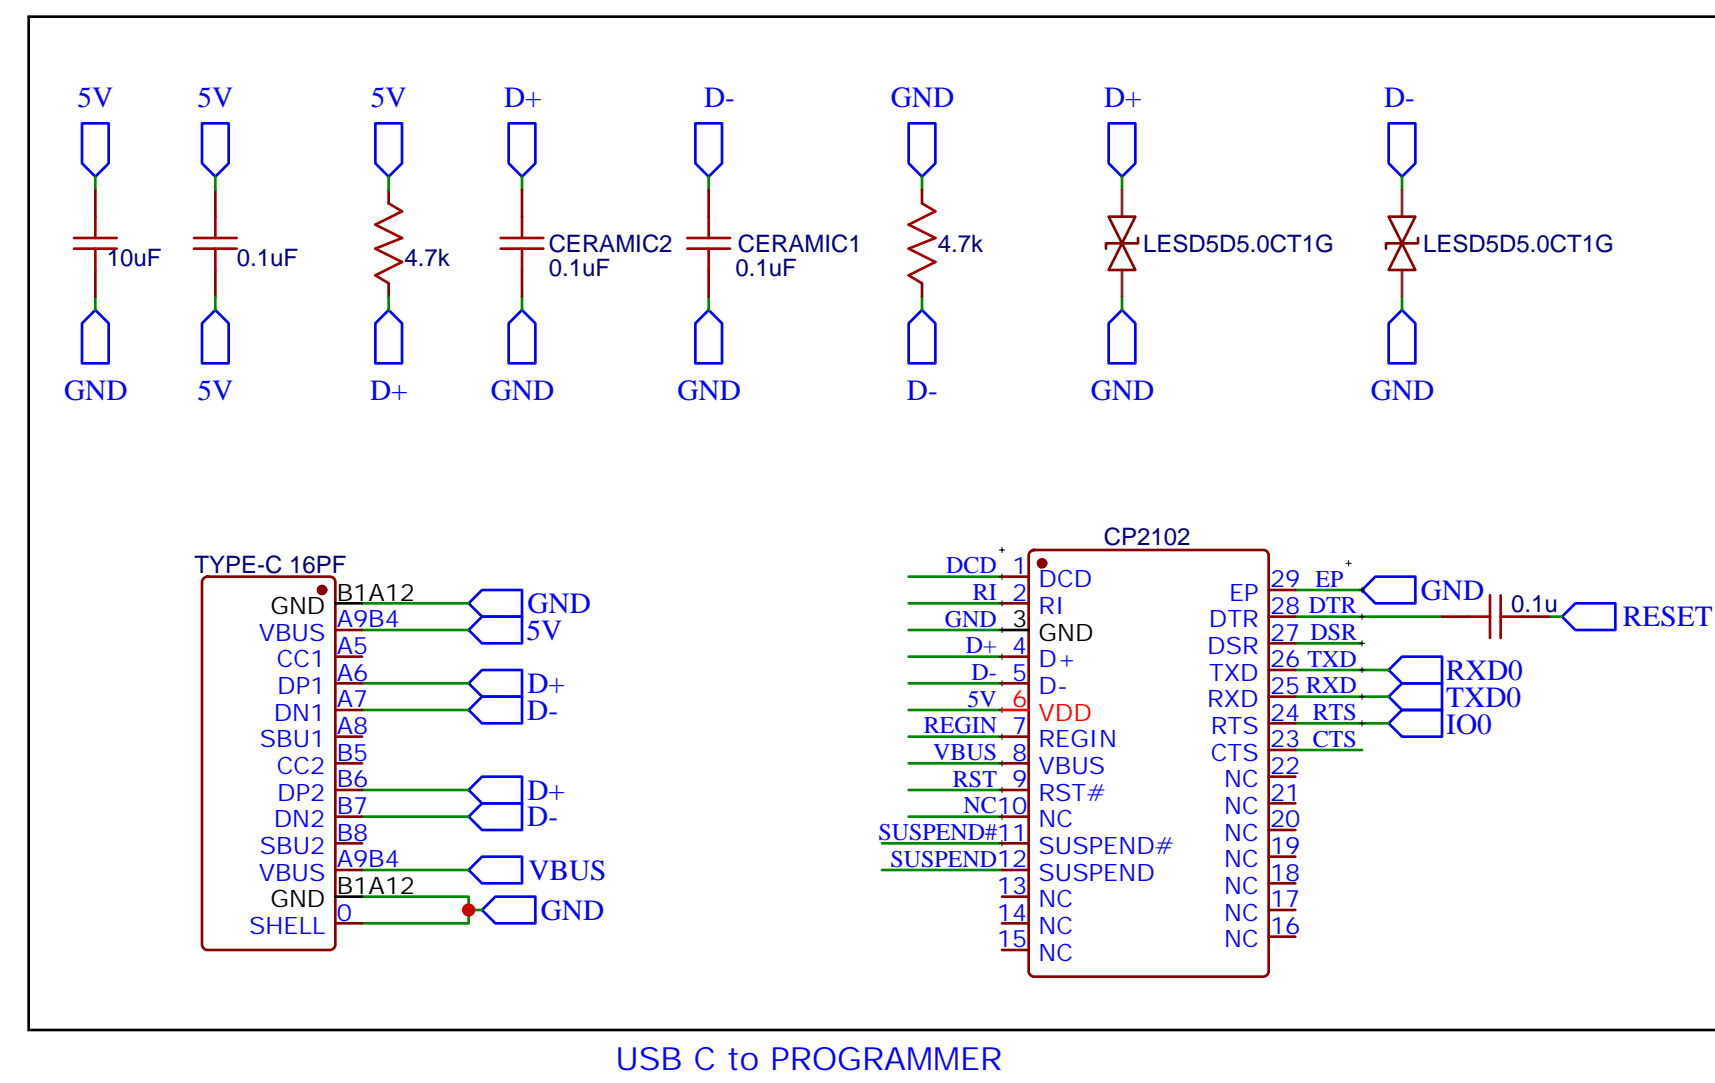 5V 5V 5V D+ D- GND D+ D-
10uF 0.1uF 4.7k CERAMIC2 CERAMIC1 4.7k LESD5D5.0CT1G LESD5D5.0CT1G
0.1uF 0.1uF
GND 5V D+ GND GND D- GND GND
TYPE-C 16PF
GND B1A12 GND
VBUS A9B4 5V
CC1 A5
DP1 A6 D+
DN1 A7 D-
SBU1 A8
CC2 B5
DP2 B6 D+
DN2 B7 D-
SBU2 B8
VBUS A9B4 VBUS
GND B1A12
SHELL 0 GND
CP2102
DCD 1 DCD
RI 2 RI
GND 3 GND
D+ 4 D+
D- 5 D-
5V 6 VDD
REGIN 7 REGIN
VBUS 8 VBUS
RST 9 RST#
NC 10 NC
SUSPEND# 11 SUSPEND#
SUSPEND 12 SUSPEND
13 NC
14 NC
15 NC
EP 29 EP GND
DTR 28 DTR 0.1u RESET
DSR 27 DSR
TXD 26 TXD RXD0
RXD 25 RXD TXD0
RTS 24 RTS IO0
CTS 23 CTS
NC 22
NC 21
NC 20
NC 19
NC 18
NC 17
NC 16
USB C to PROGRAMMER